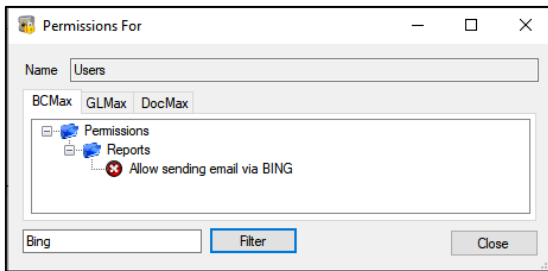 Permissions For
Name Users
BCMax GLMax DocMax
Permissions
Reports
Allow sending email via BING
Bing Filter Close